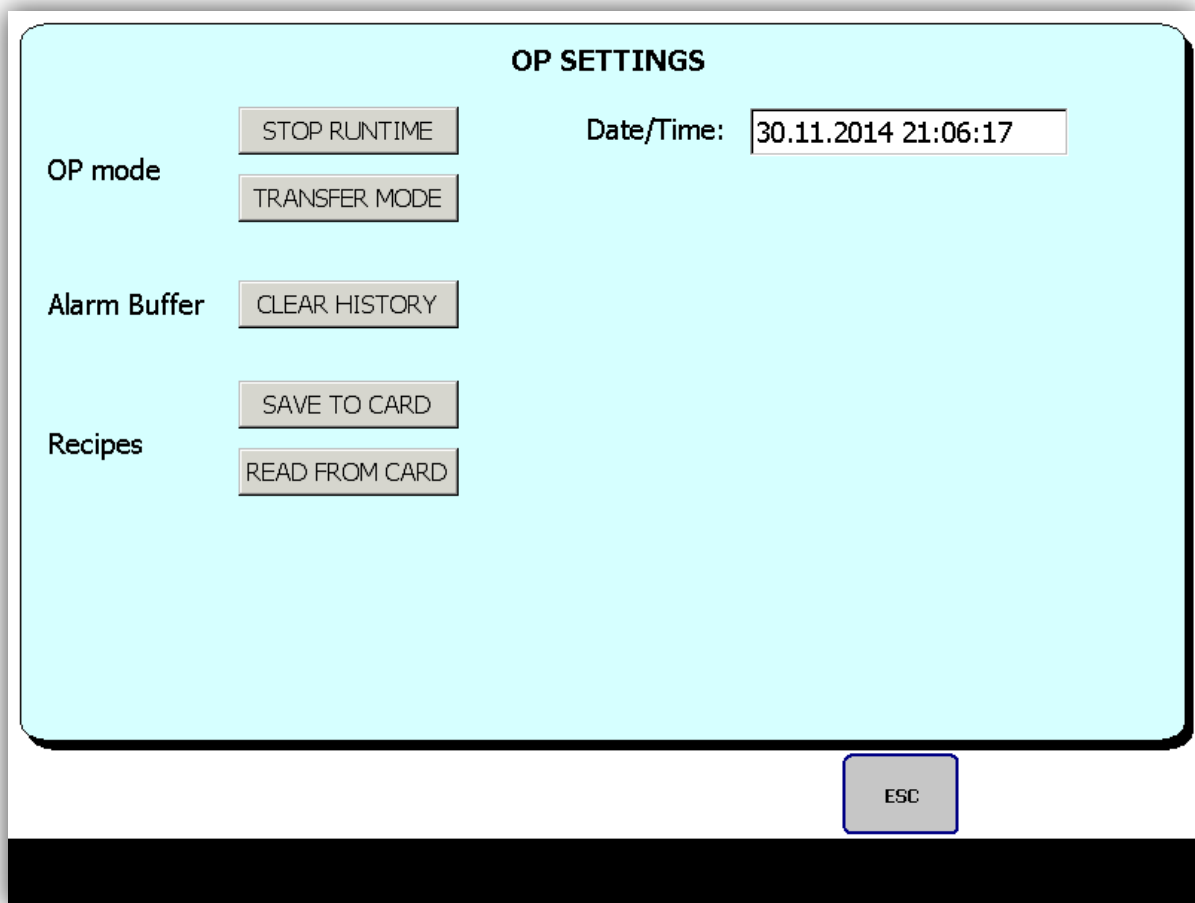 OP SETTINGS
STOP RUNTIME
Date/Time: 30.11.2014 21:06:17
OP mode
TRANSFER MODE
Alarm Buffer CLEAR HISTORY
SAVE TO CARD
Recipes
READ FROM CARD
ESC